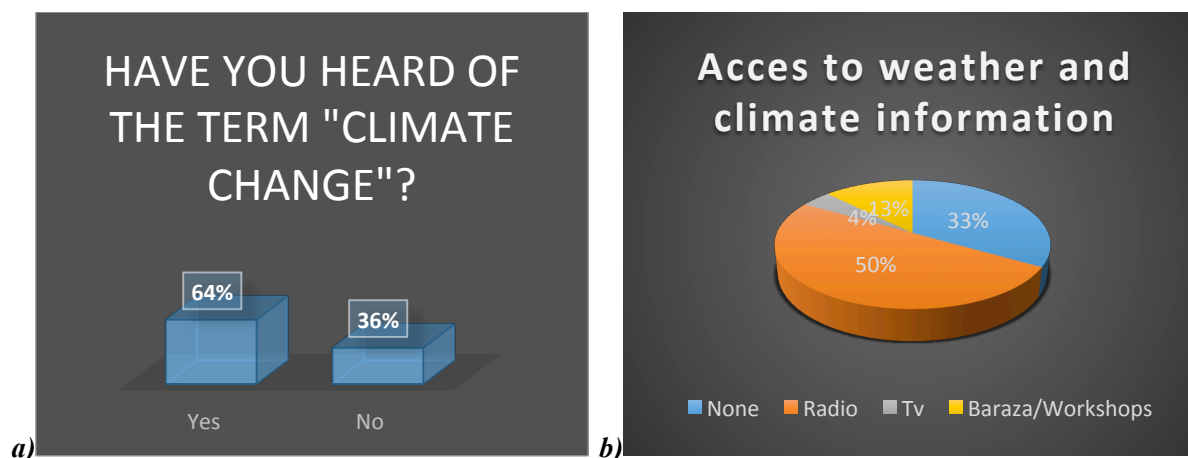 HAVE YOU HEARD OF
THE TERM "CLIMATE
CHANGE"?
64%
36%
Yes
No
a)
Acces to weather and
climate information
13%
4%
33%
50%
None Radio Tv Baraza/Workshops
b)